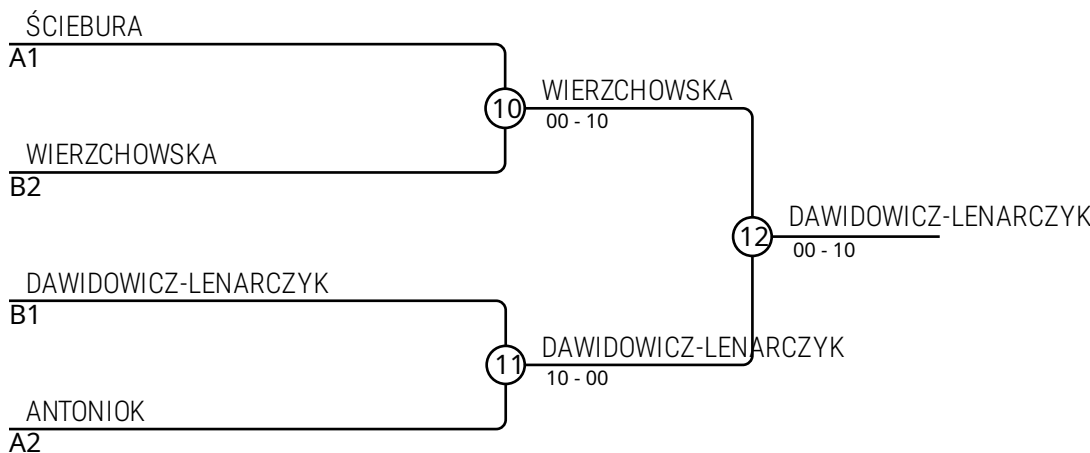 ŚCIEBURA
A1
10
WIERZCHOWSKA
00 - 10
WIERZCHOWSKA
B2
12
DAWIDOWICZ-LENARCZYK
00 - 10
DAWIDOWICZ-LENARCZYK
B1
11
DAWIDOWICZ-LENARCZYK
10 - 00
ANTONIOK
A2